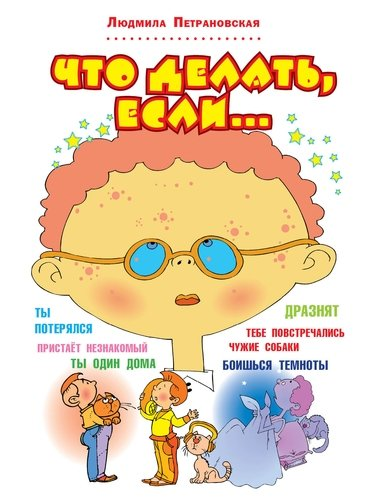 Людмила Петрановская
ЧТО ДЕЛАТЬ,
ЕСЛИ...
ТЫ
ПОТЕРЯЛСЯ
ПРИСТАЁТ НЕЗНАКОМЫЙ
ТЫ ОДИН ДОМА
ДРАЗНЯТ
ТЕБЕ ПОВСТРЕЧАЛИСЬ
ЧУЖИЕ СОБАКИ
БОИШЬСЯ ТЕМНОТЫ